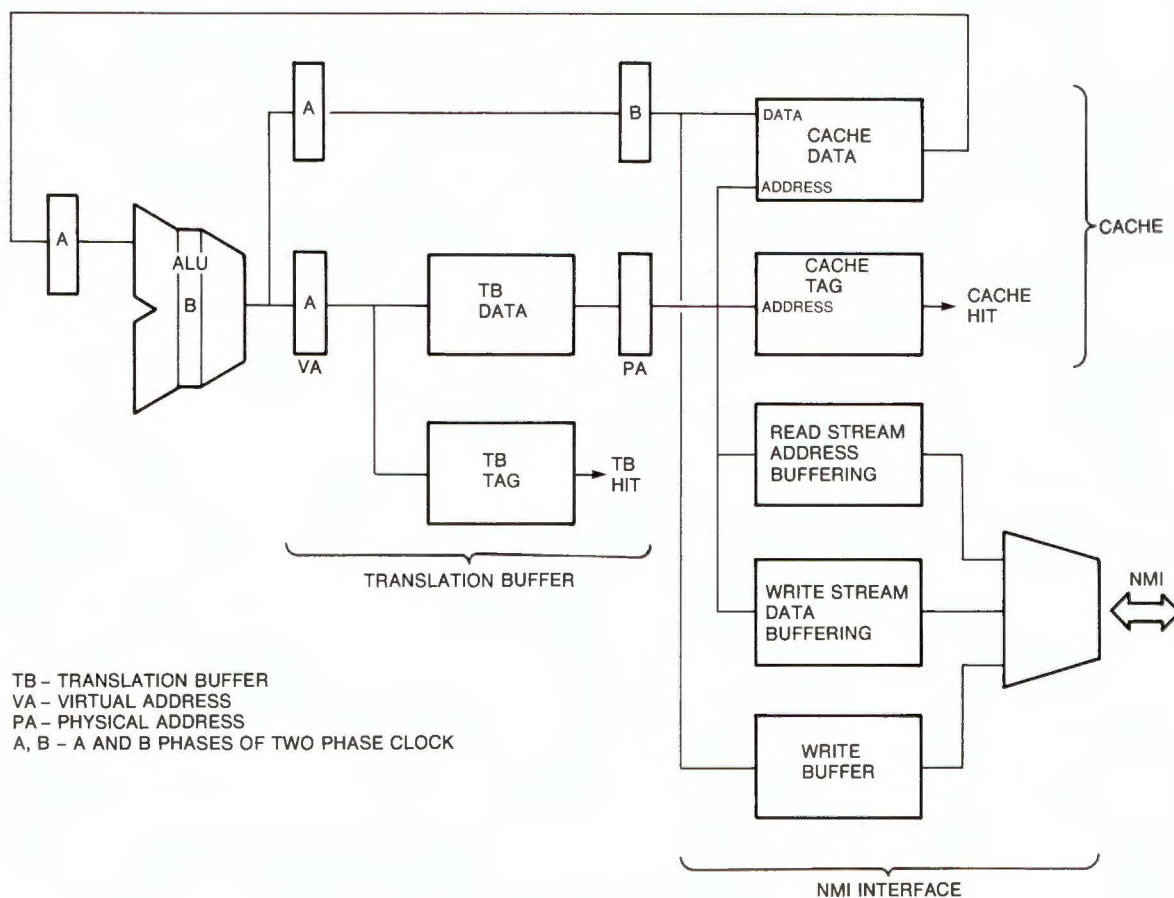 A
B
DATA
CACHE
DATA
ADDRESS
CACHE
A
ALU
B
A
VA
TB
DATA
PA
CACHE
TAG
ADDRESS
CACHE
HIT
TB
TAG
TB
HIT
TRANSLATION BUFFER
READ STREAM
ADDRESS
BUFFERING
WRITE STREAM
DATA
BUFFERING
NMI
WRITE
BUFFER
NMI INTERFACE
TB – TRANSLATION BUFFER
VA – VIRTUAL ADDRESS
PA – PHYSICAL ADDRESS
A, B – A AND B PHASES OF TWO PHASE CLOCK